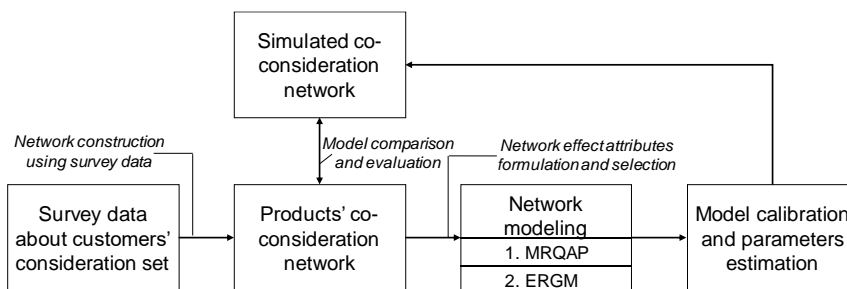 Simulated co-
consideration
network
Network construction
using survey data
Model comparison
and evaluation
Network effect attributes
formulation and selection
Survey data
about customers’
consideration set
Products’ co-
consideration
network
Network
modeling
1. MRQAP
2. ERGM
Model calibration
and parameters
estimation